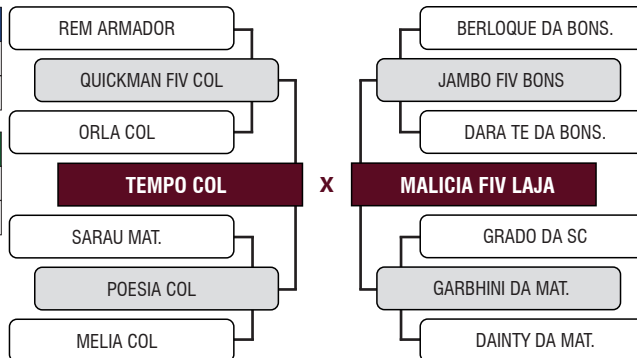 REM ARMADOR
QUICKMAN FIV COL
ORLA COL
TEMPO COL
SARAU MAT.
POESIA COL
MELIA COL
X
BERLOQUE DA BONS.
JAMBO FIV BONS
DARA TE DA BONS.
MALICIA FIV LAJA
GRADO DA SC
GARBHINI DA MAT.
DAINTY DA MAT.